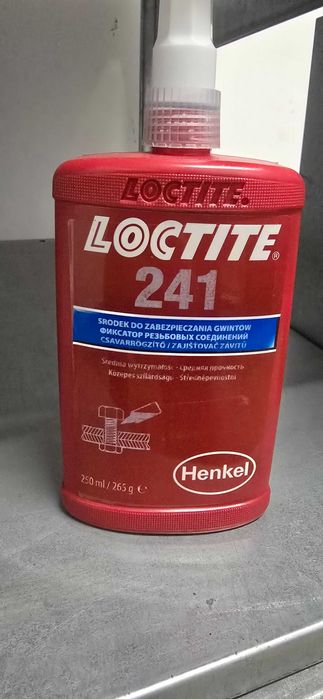 LOCTITE.
LOCTITE®
241
ŚRODEK DO ZABEZPIECZANIA GWINTÓW
ФИКСАТОР РЕЗЬБОВЫХ СОЕДИНЕНИЙ
CSAVARRÖGZÍTŐ / ZAJIŠŤOVAČ ZÁVITŮ
Średnia wytrzymałość - средняя прочность
Közepes szilárdságú - Středněpevnostní
250 ml / 265 g ℮
Henkel